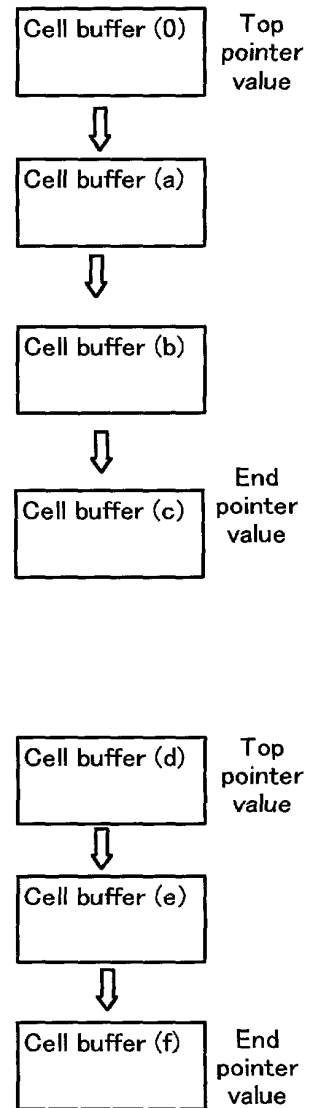 Cell buffer (0)
Top
pointer
value
Cell buffer (a)
Cell buffer (b)
Cell buffer (c)
End
pointer
value
Cell buffer (d)
Top
pointer
value
Cell buffer (e)
Cell buffer (f)
End
pointer
value